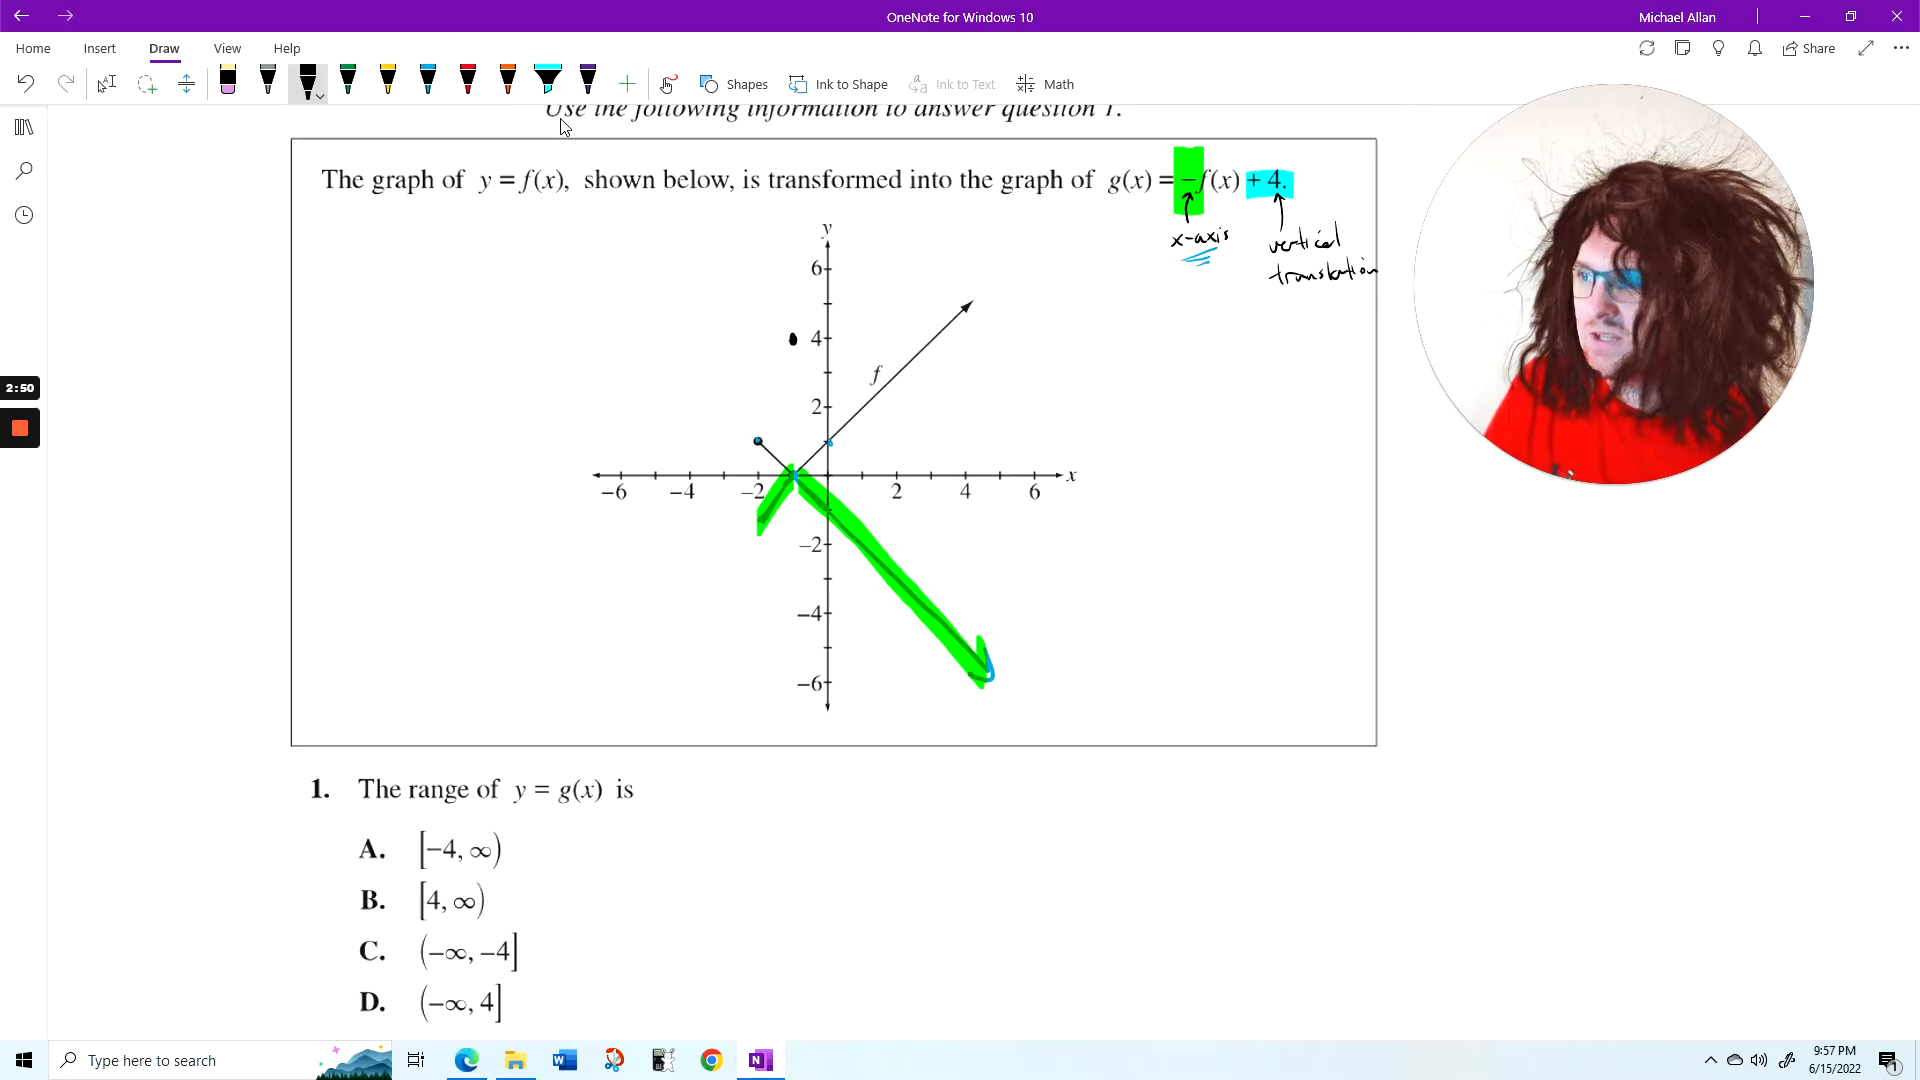 OneNote for Windows 10
Michael Allan
Home Insert Draw View Help
Share
Shapes Ink to Shape Ink to Text Math
Use the following information to answer question 1.
The graph of y = f(x), shown below, is transformed into the graph of g(x) = −f(x) + 4.
x-axis
vertical
translation
y
6
4
f
2
-6 -4 -2 2 4 6 x
-2
-4
-6
2:50
1. The range of y = g(x) is
A. [−4, ∞)
B. [4, ∞)
C. (−∞, −4]
D. (−∞, 4]
Type here to search
9:57 PM
6/15/2022
1